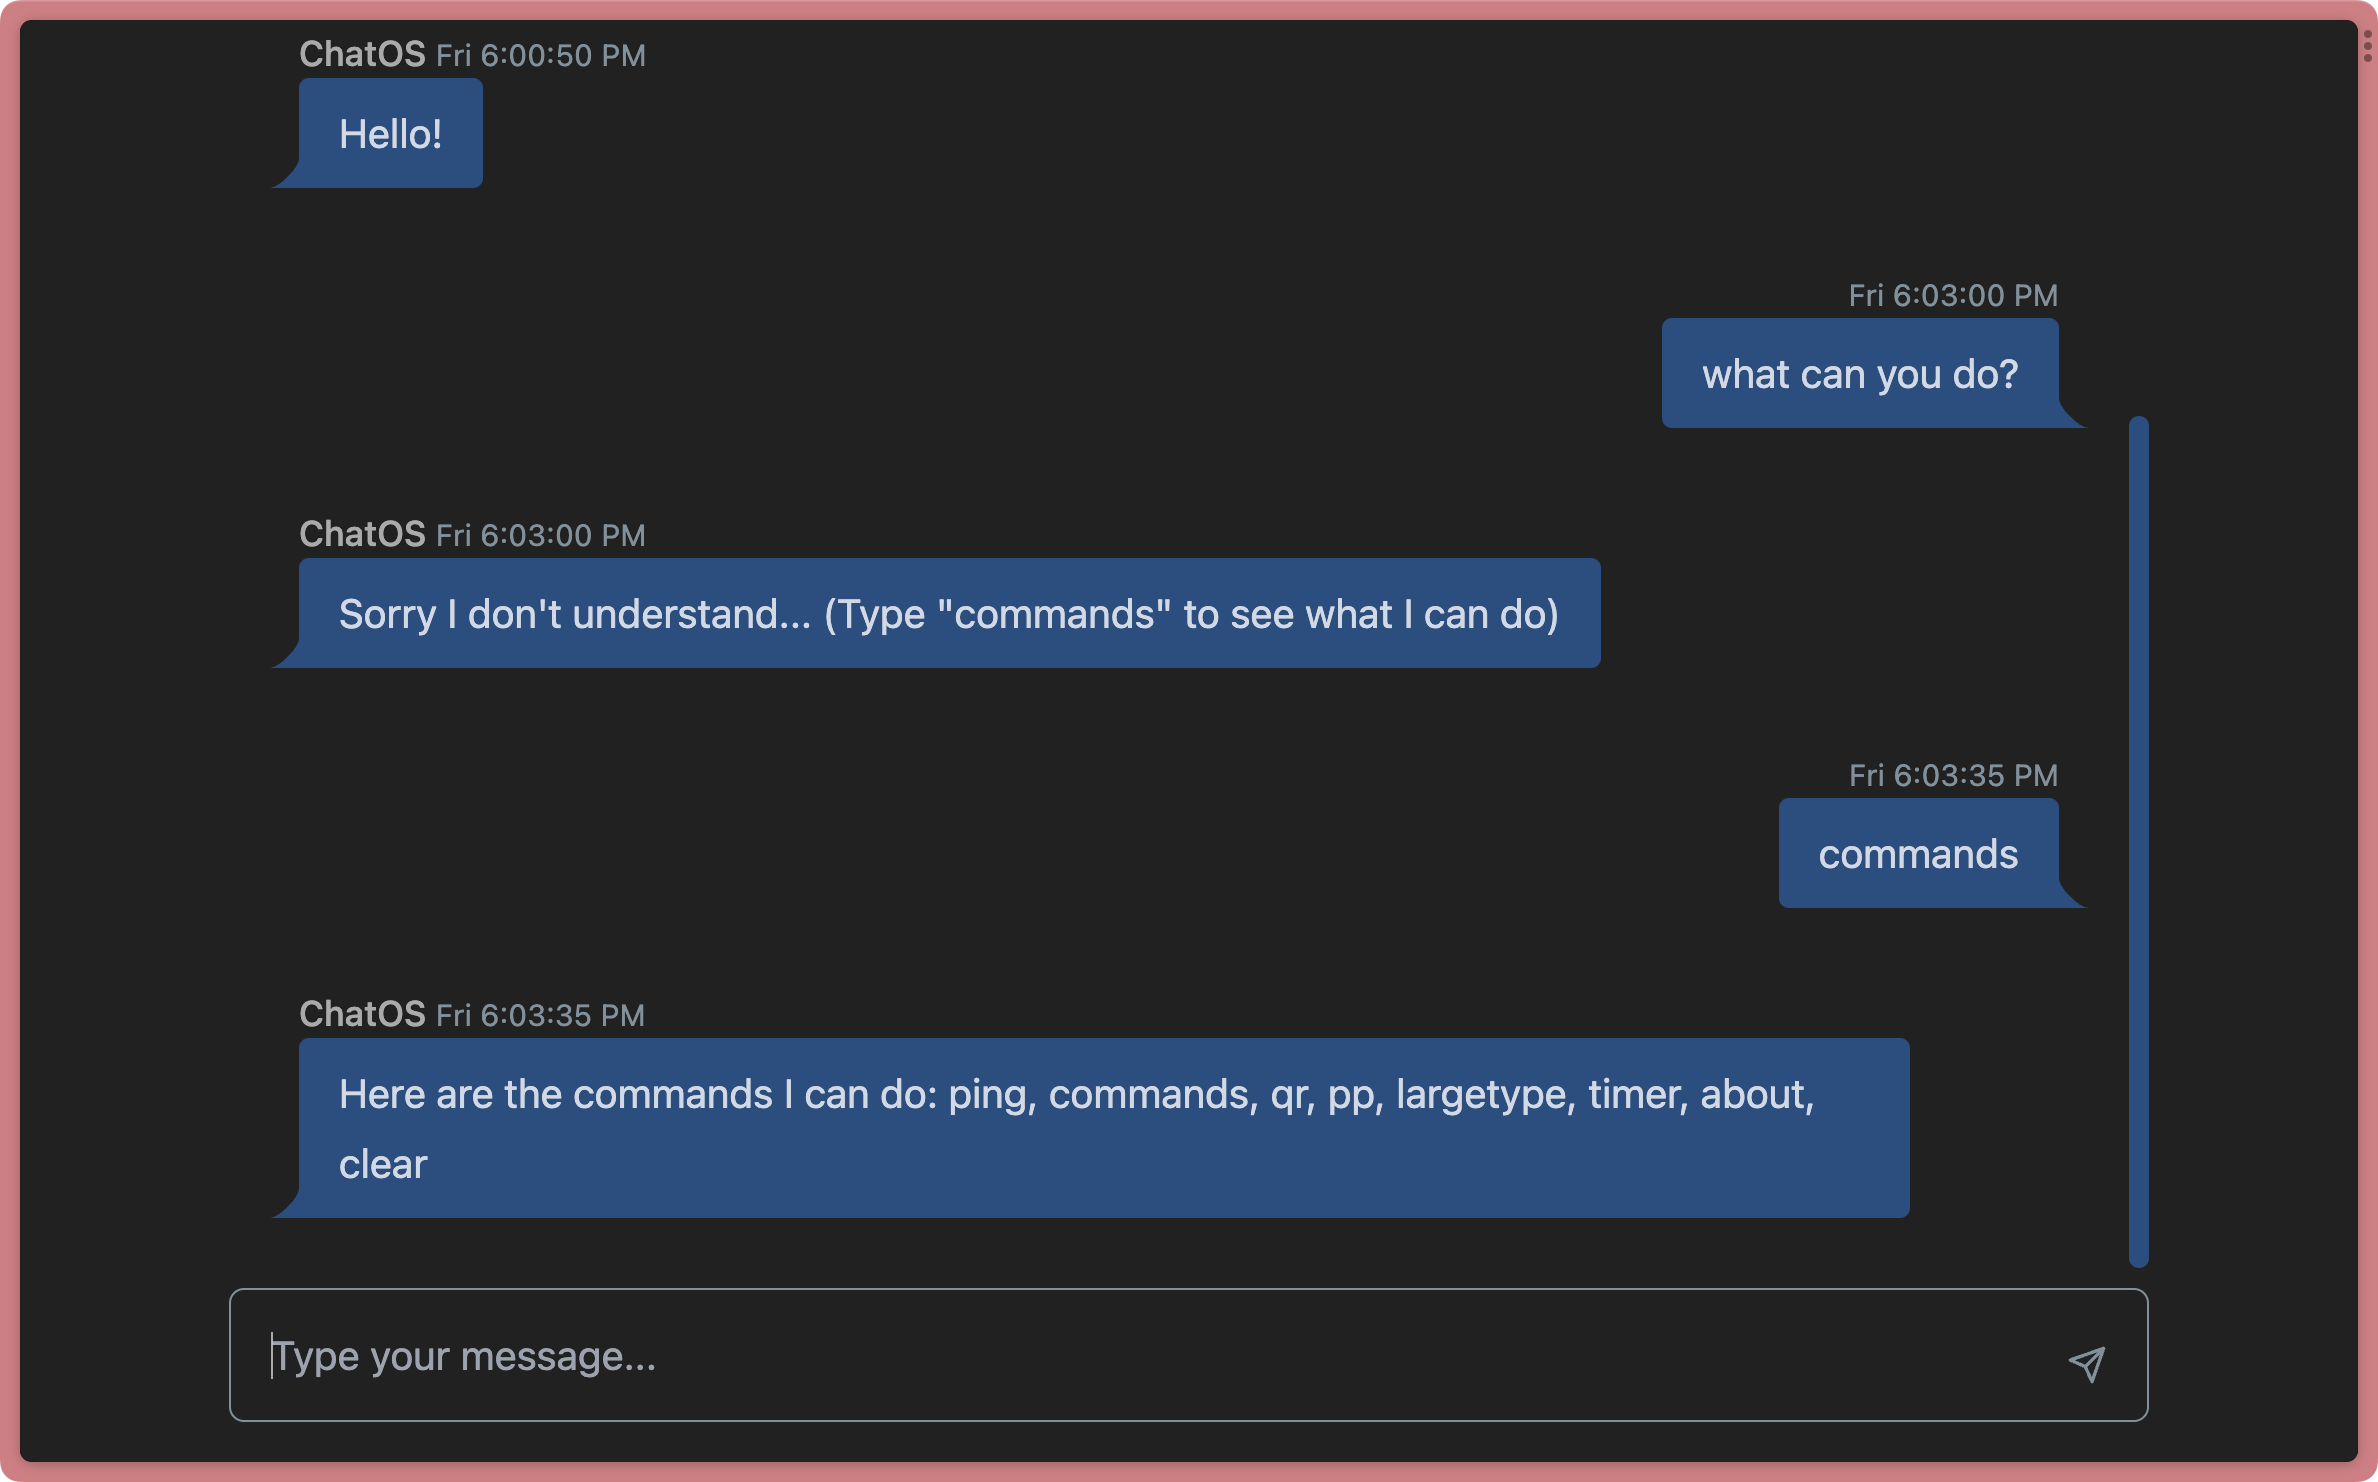 ChatOS Fri 6:00:50 PM
Hello!
Fri 6:03:00 PM
what can you do?
ChatOS Fri 6:03:00 PM
Sorry I don't understand... (Type "commands" to see what I can do)
Fri 6:03:35 PM
commands
ChatOS Fri 6:03:35 PM
Here are the commands I can do: ping, commands, qr, pp, largetype, timer, about,
clear
Type your message...